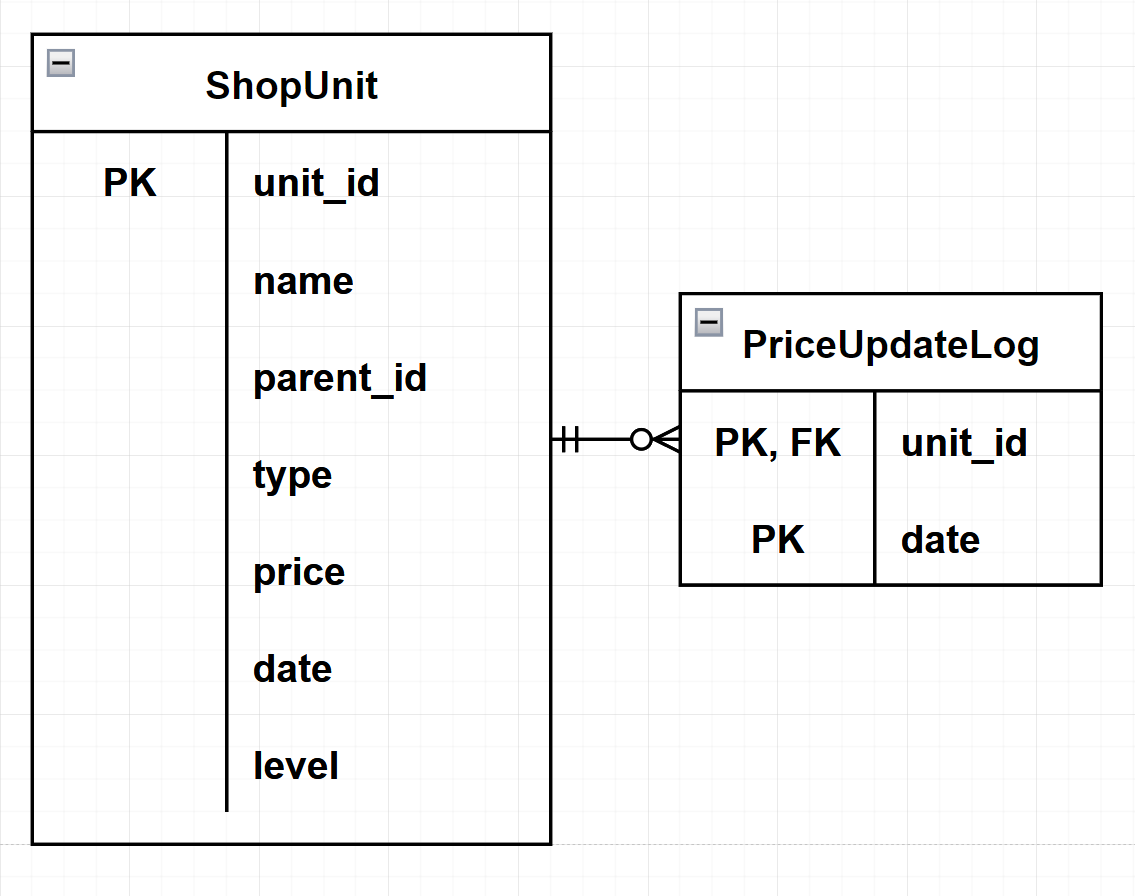 ShopUnit
PK unit_id
name
parent_id
type
price
date
level
PriceUpdateLog
PK, FK unit_id
PK date